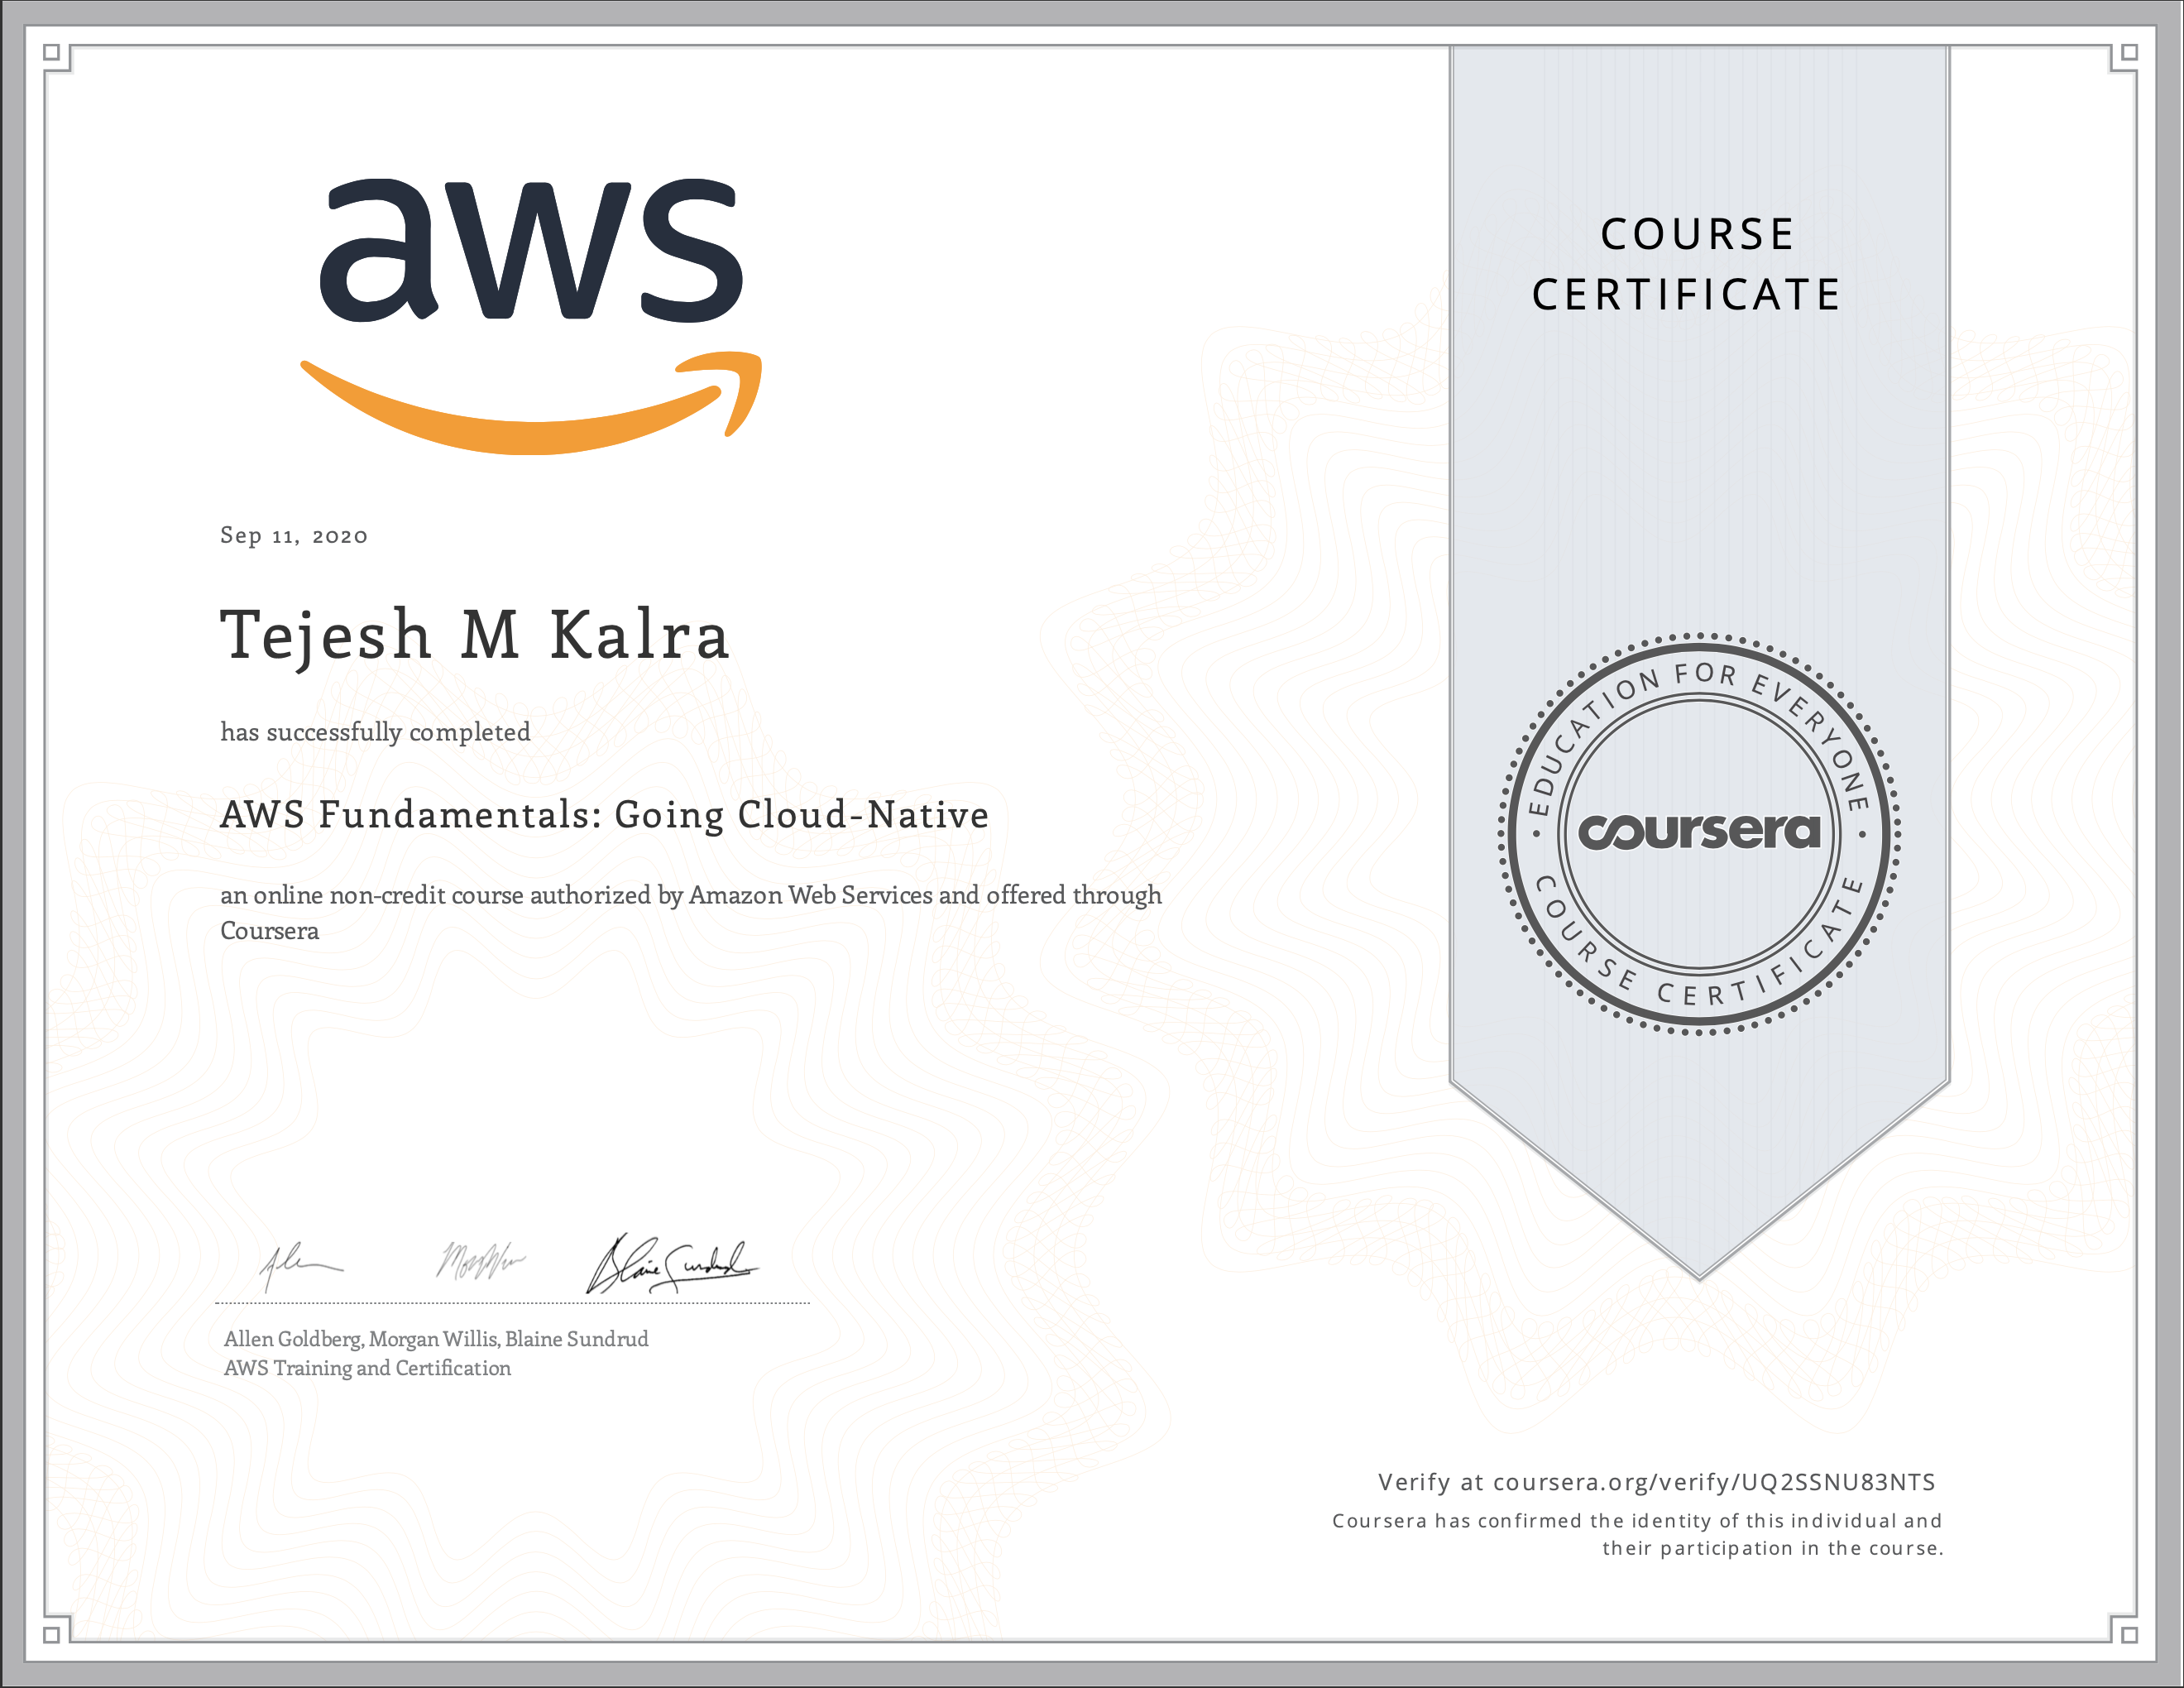 aws
COURSE
CERTIFICATE
Sep 11, 2020
Tejesh M Kalra
has successfully completed
AWS Fundamentals: Going Cloud-Native
an online non-credit course authorized by Amazon Web Services and offered through
Coursera
EDUCATION FOR EVERYONE
coursera
COURSE CERTIFICATE
Blaine Sundrud
Allen Goldberg, Morgan Willis, Blaine Sundrud
AWS Training and Certification
Verify at coursera.org/verify/UQ2SSNU83NTS
Coursera has confirmed the identity of this individual and
their participation in the course.